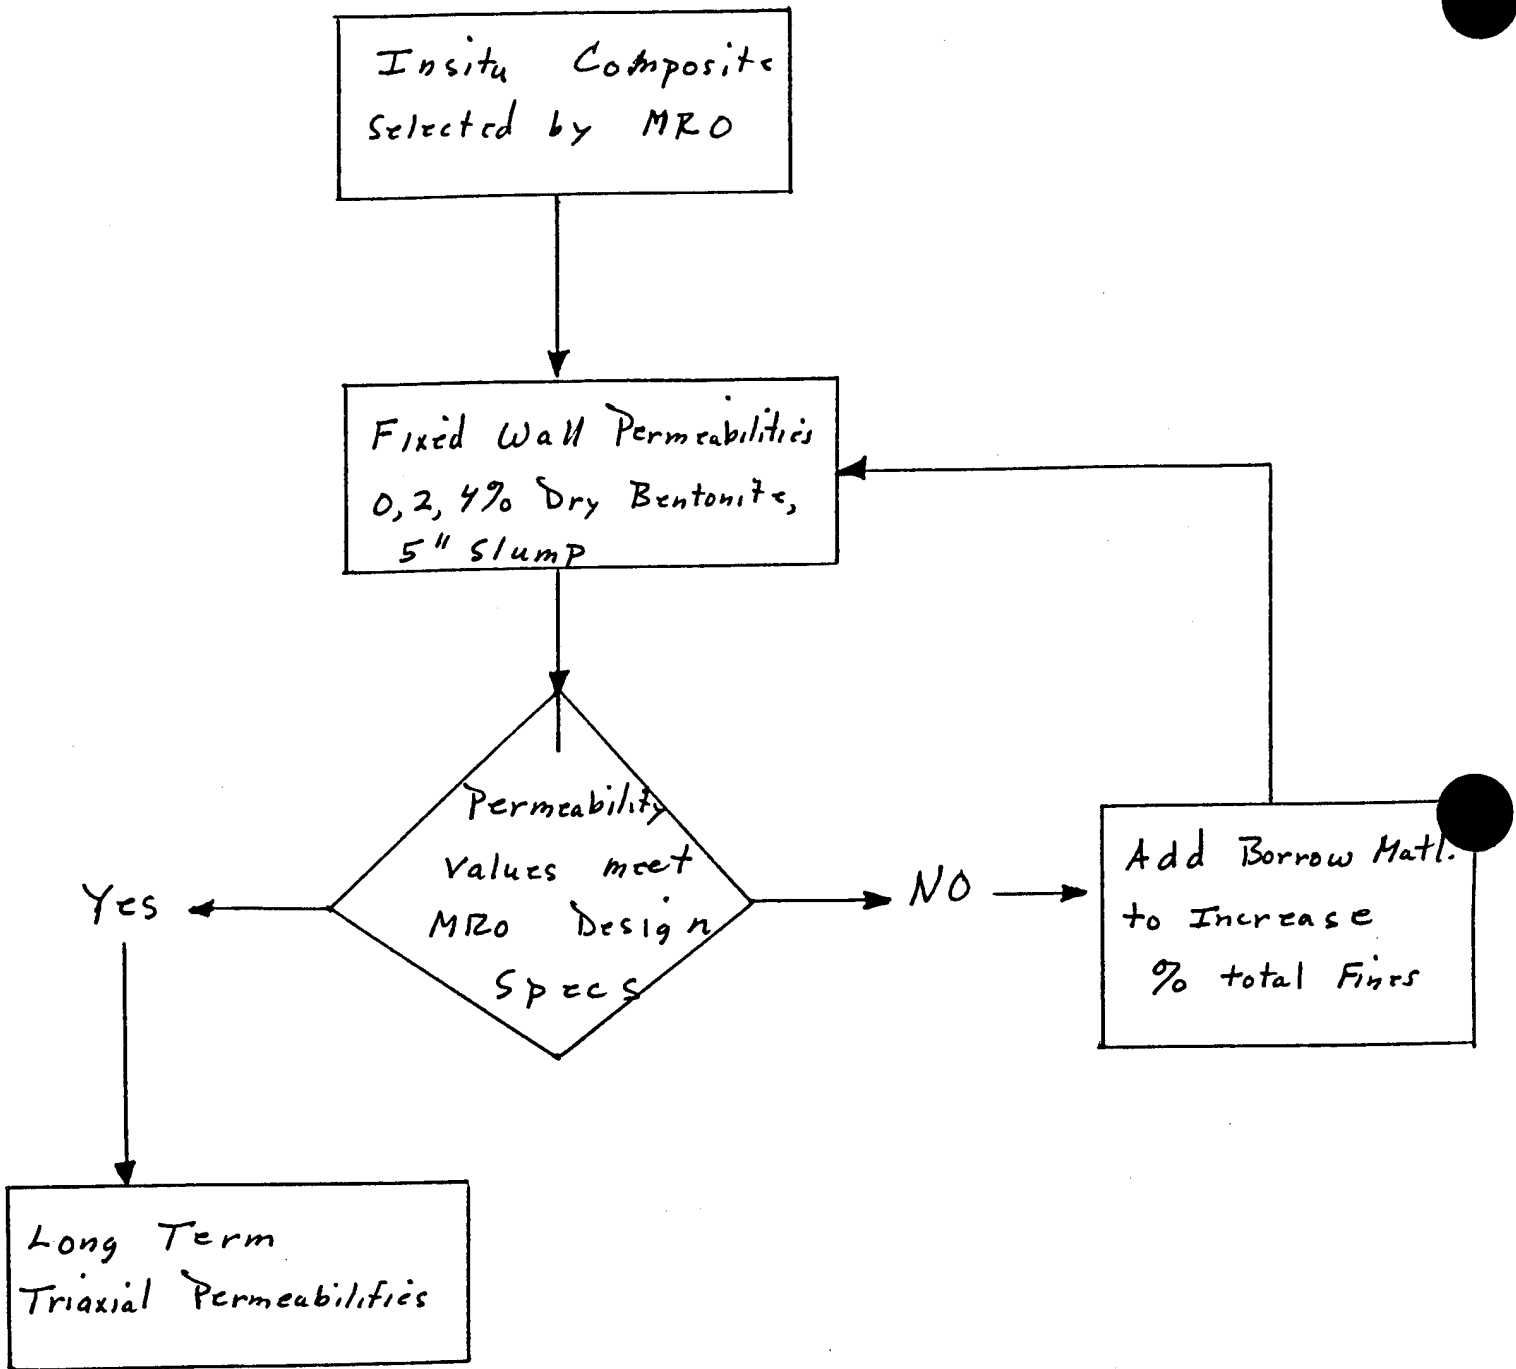 Insitu Composite
Selected by MRO
Fixed Wall Permeabilities
0, 2, 4% Dry Bentonite,
5" Slump
Permeability
Values meet
MRO Design
Specs
Yes
NO
Add Borrow Matl.
to Increase
% total Fines
Long Term
Triaxial Permeabilities